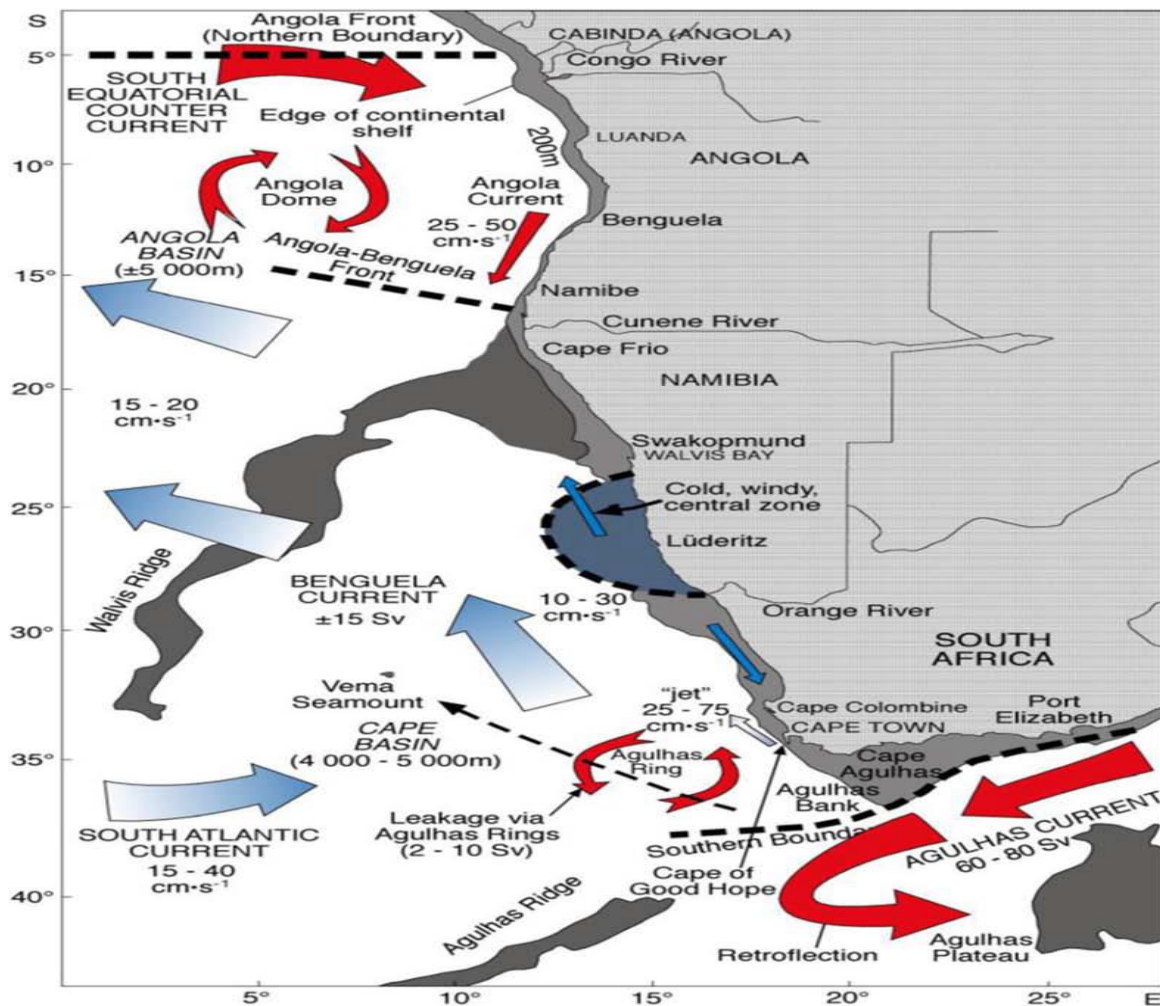 S
Angola Front
(Northern Boundary)
CABINDA (ANGOLA)
5°
Congo River
SOUTH
EQUATORIAL
COUNTER
CURRENT
Edge of continental
shelf
200m
LUANDA
ANGOLA
10°
Angola
Dome
Angola
Current
25 - 50
cm·s⁻¹
Benguela
ANGOLA
BASIN
(±5 000m)
Angola-Benguela
Front
15°
Namibe
Cunene River
Cape Frio
NAMIBIA
20°
15 - 20
cm·s⁻¹
Swakopmund
WALVIS BAY
Cold, windy,
central zone
25°
Lüderitz
Walvis Ridge
BENGUELA
CURRENT
±15 Sv
10 - 30
cm·s⁻¹
Orange River
30°
SOUTH
AFRICA
Vema
Seamount
"jet"
25 - 75
cm·s⁻¹
Cape Colombine
CAPE TOWN
Port
Elizabeth
CAPE
BASIN
(4 000 - 5 000m)
35°
Agulhas
Ring
Cape
Agulhas
Agulhas
Bank
Leakage via
Agulhas Rings
(2 - 10 Sv)
SOUTH ATLANTIC
CURRENT
15 - 40
cm·s⁻¹
Southern Boundary
AGULHAS CURRENT
60 - 80 Sv
Cape of
Good Hope
40°
Agulhas Ridge
Retroflection
Agulhas
Plateau
5°
10°
15°
20°
25°
E